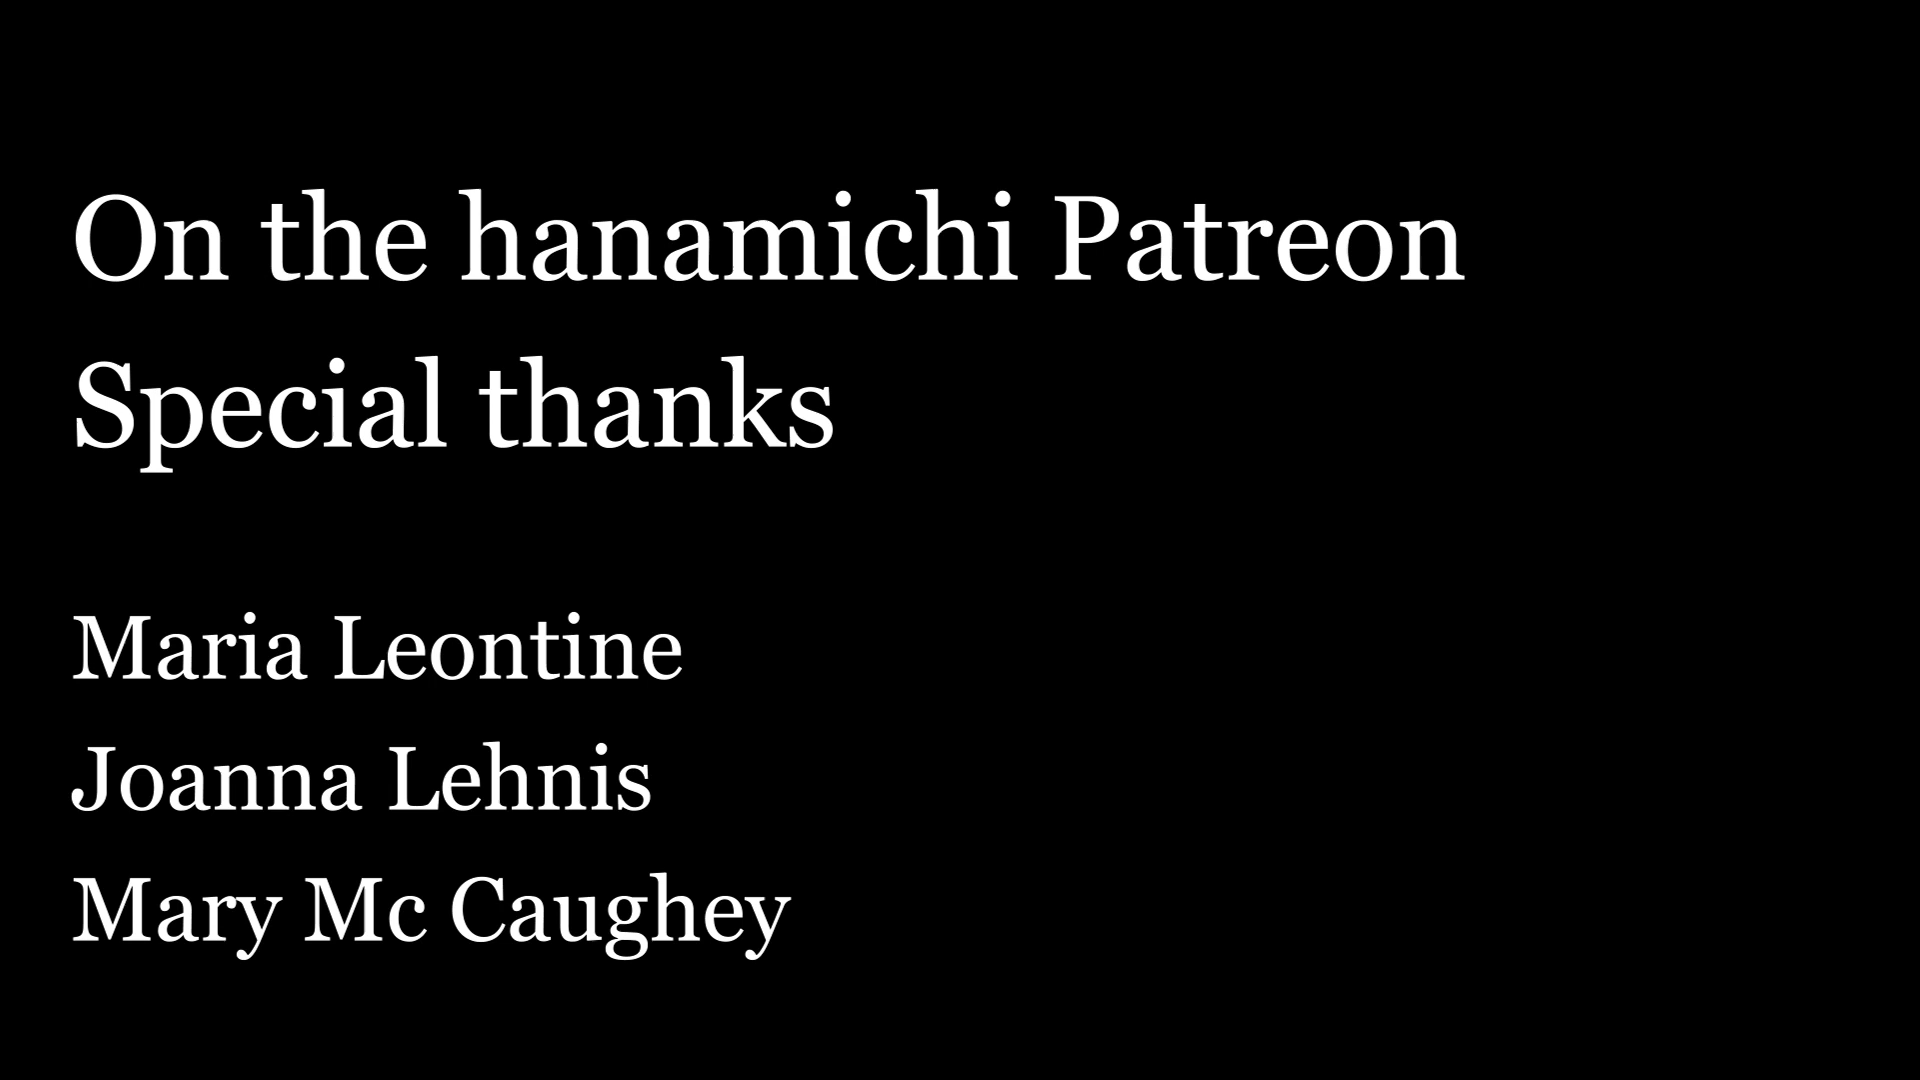 On the hanamichi Patreon
Special thanks
Maria Leontine
Joanna Lehnis
Mary Mc Caughey